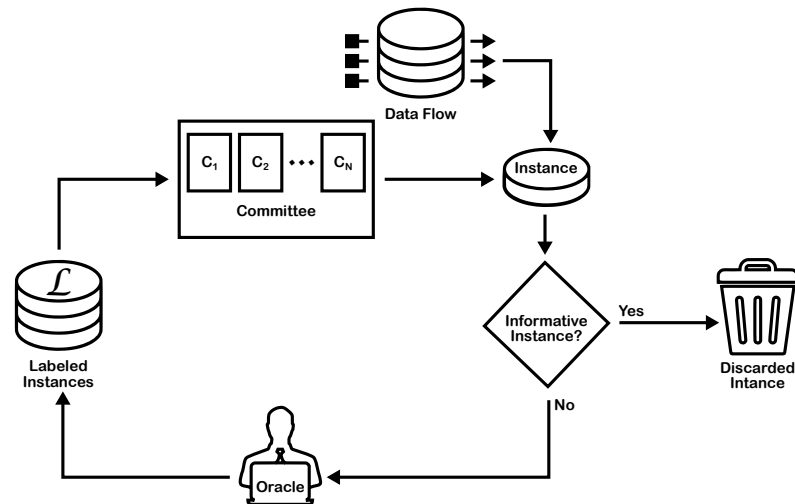 Data Flow
C1 C2 ... CN
Committee
Instance
ℒ
Labeled
Instances
Informative
Instance?
Yes
Discarded
Intance
No
Oracle